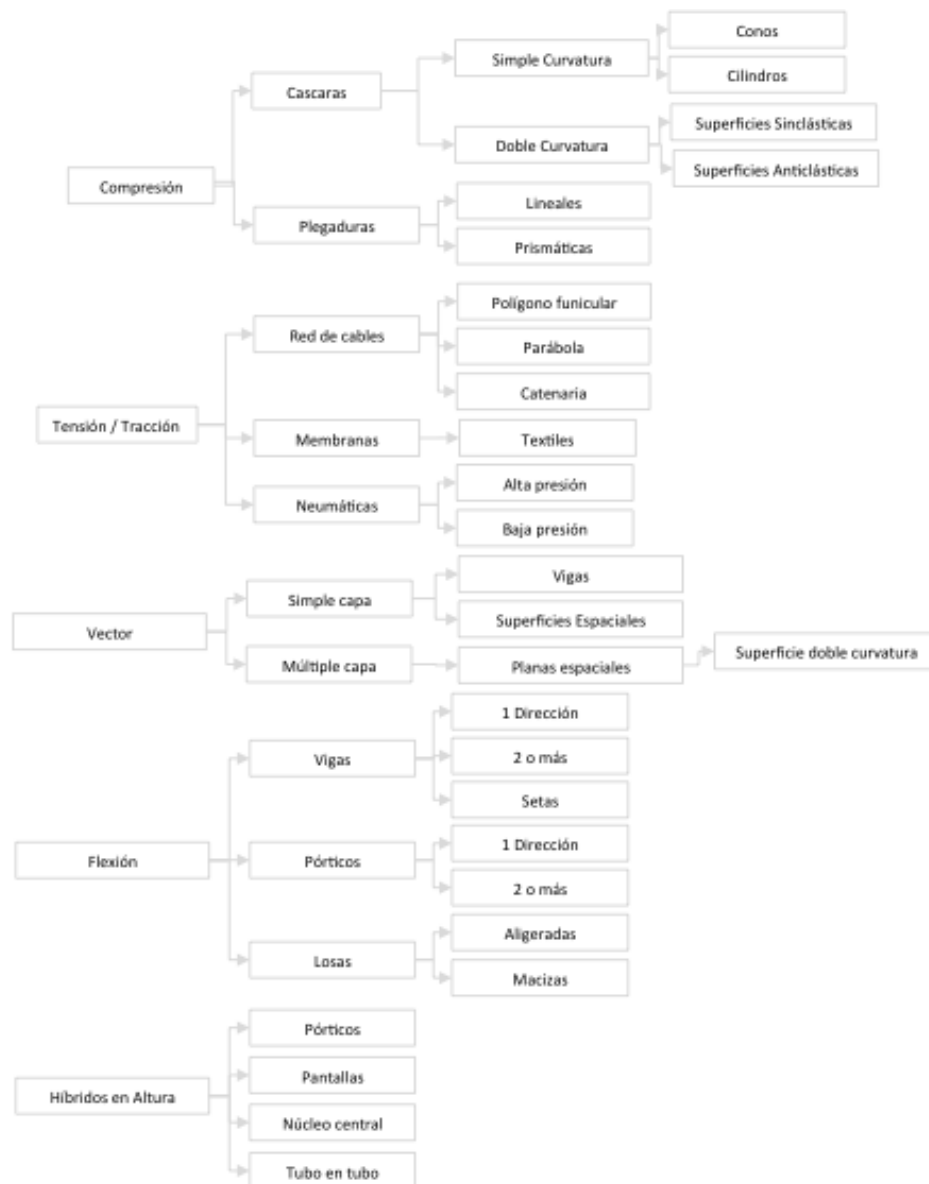 Compresión
Cascaras
Simple Curvatura
Conos
Cilindros
Doble Curvatura
Superficies Sinclásticas
Superficies Anticlásticas
Plegaduras
Lineales
Prismáticas
Tensión / Tracción
Red de cables
Polígono funicular
Parábola
Catenaria
Membranas
Textiles
Neumáticas
Alta presión
Baja presión
Vector
Simple capa
Vigas
Superficies Espaciales
Múltiple capa
Planas espaciales
Superficie doble curvatura
Flexión
Vigas
1 Dirección
2 o más
Setas
Pórticos
1 Dirección
2 o más
Losas
Aligeradas
Macizas
Híbridos en Altura
Pórticos
Pantallas
Núcleo central
Tubo en tubo